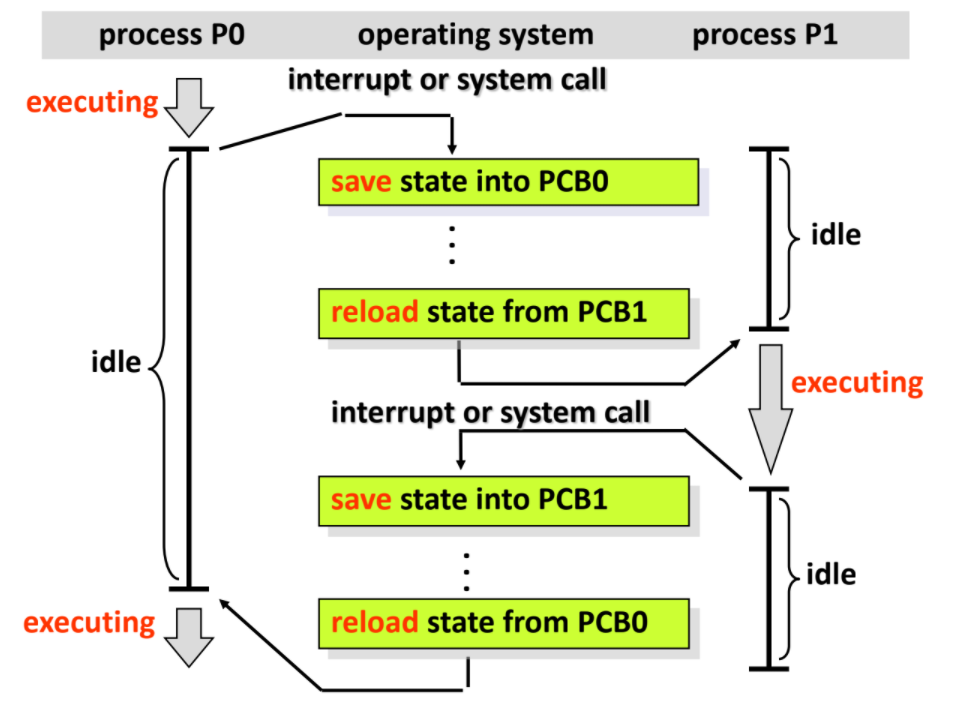 process P0 operating system process P1
interrupt or system call
executing
save state into PCB0
idle
reload state from PCB1
idle
executing
interrupt or system call
save state into PCB1
idle
executing
reload state from PCB0